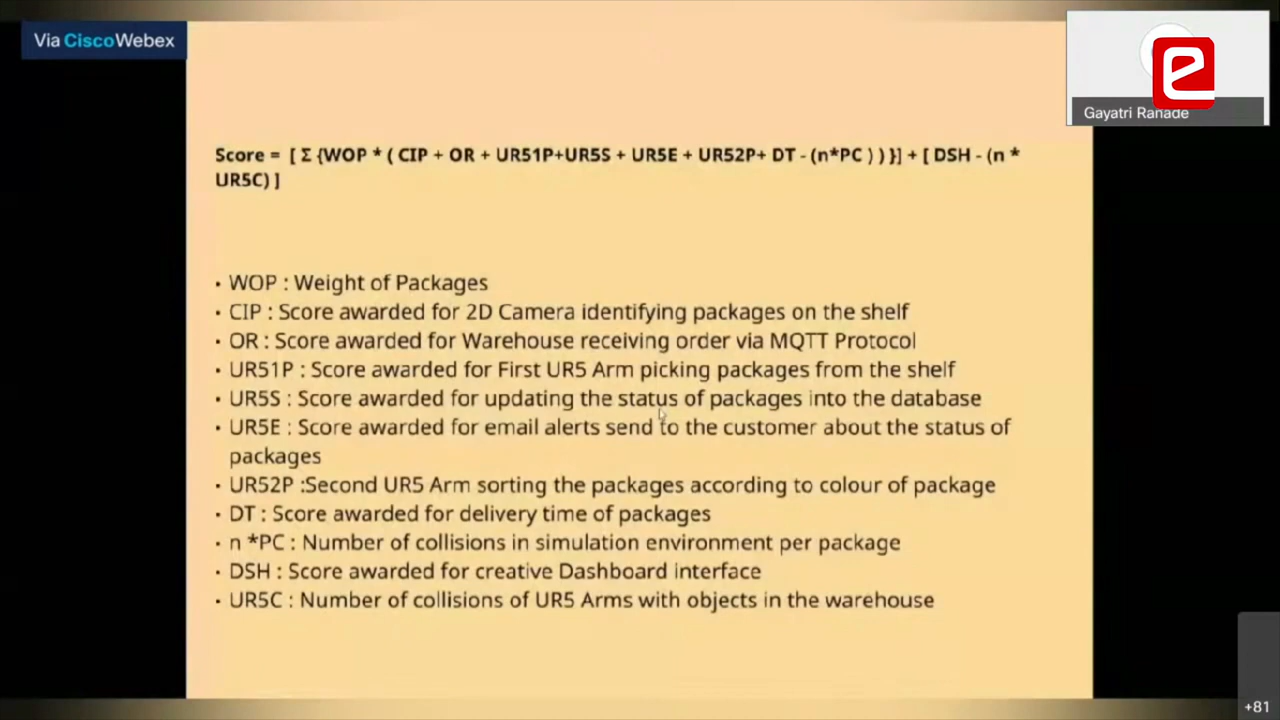 Via CiscoWebex
Gayatri Ranade
Score = [ Σ {WOP * ( CIP + OR + UR51P+UR5S + UR5E + UR52P+ DT - (n*PC ) ) }] + [ DSH - (n *
UR5C) ]
• WOP : Weight of Packages
• CIP : Score awarded for 2D Camera identifying packages on the shelf
• OR : Score awarded for Warehouse receiving order via MQTT Protocol
• UR51P : Score awarded for First UR5 Arm picking packages from the shelf
• UR5S : Score awarded for updating the status of packages into the database
• UR5E : Score awarded for email alerts send to the customer about the status of
packages
• UR52P :Second UR5 Arm sorting the packages according to colour of package
• DT : Score awarded for delivery time of packages
• n *PC : Number of collisions in simulation environment per package
• DSH : Score awarded for creative Dashboard interface
• UR5C : Number of collisions of UR5 Arms with objects in the warehouse
+81